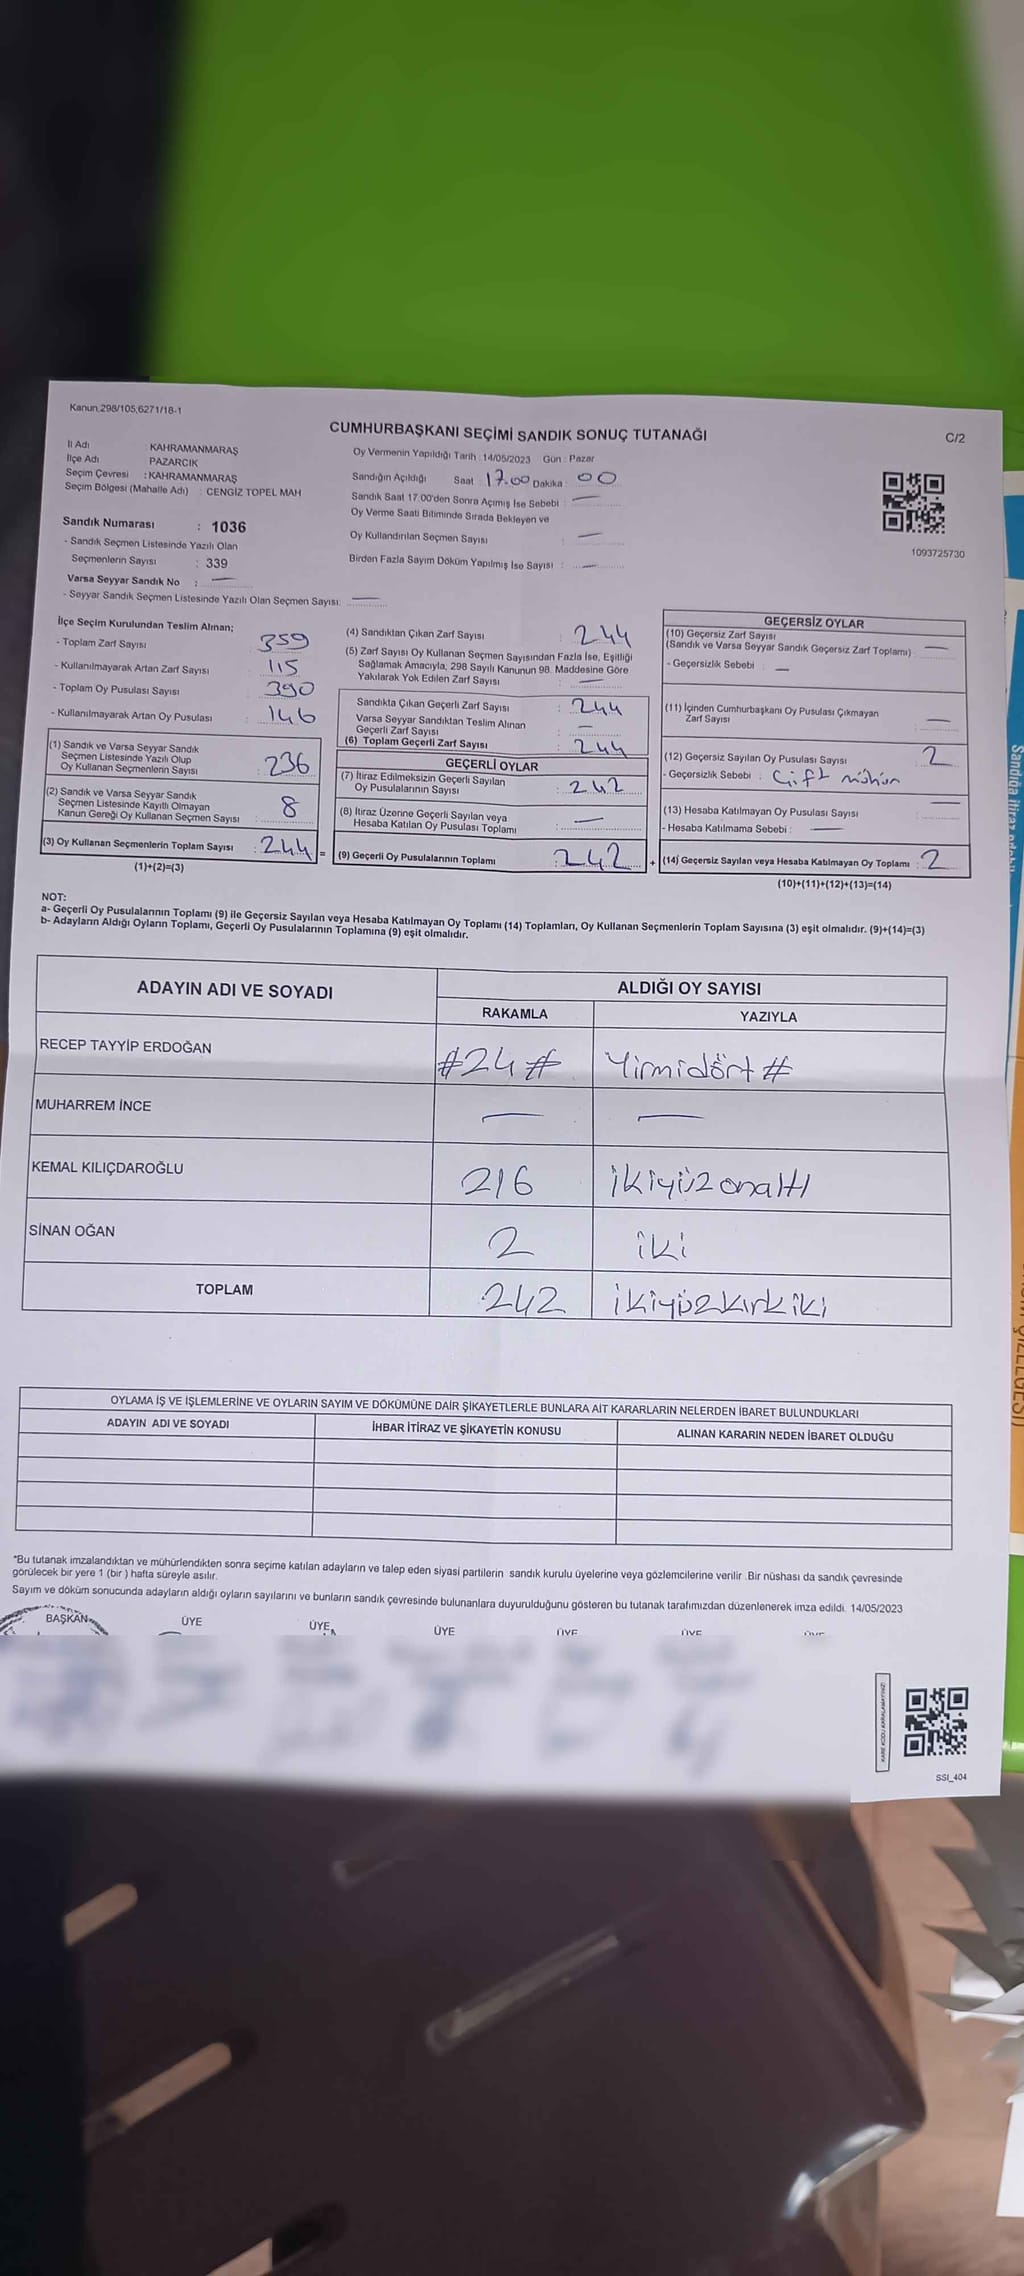 Kanun.298/105,6271/18-1
CUMHURBAŞKANI SEÇİMİ SANDIK SONUÇ TUTANAĞI
C/2
İl Adı : KAHRAMANMARAŞ
İlçe Adı PAZARCIK
Seçim Çevresi : KAHRAMANMARAŞ
Seçim Bölgesi (Mahalle Adı) : CENGİZ TOPEL MAH
Sandık Numarası : 1036
- Sandık Seçmen Listesinde Yazılı Olan
Seçmenlerin Sayısı : 339
Varsa Seyyar Sandık No : —
- Seyyar Sandık Seçmen Listesinde Yazılı Olan Seçmen Sayısı: —
Oy Vermenin Yapıldığı Tarih : 14/05/2023 Gün : Pazar
Sandığın Açıldığı Saat : 17.00 Dakika : 00
Sandık Saat 17:00'den Sonra Açımış İse Sebebi : —
Oy Verme Saati Bitiminde Sırada Bekleyen ve
Oy Kullandırılan Seçmen Sayısı : —
Birden Fazla Sayım Döküm Yapılmış İse Sayısı : —
1093725730
İlçe Seçim Kurulundan Teslim Alınan;
- Toplam Zarf Sayısı : 359
- Kullanılmayarak Artan Zarf Sayısı : 115
- Toplam Oy Pusulası Sayısı : 390
- Kullanılmayarak Artan Oy Pusulası : 146
(1) Sandık ve Varsa Seyyar Sandık
Seçmen Listesinde Yazılı Olup
Oy Kullanan Seçmenlerin Sayısı : 236
(2) Sandık ve Varsa Seyyar Sandık
Seçmen Listesinde Kayıtlı Olmayan
Kanun Gereği Oy Kullanan Seçmen Sayısı : 8
(3) Oy Kullanan Seçmenlerin Toplam Sayısı : 244 =
(1)+(2)=(3)
(4) Sandıktan Çıkan Zarf Sayısı : 244
(5) Zarf Sayısı Oy Kullanan Seçmen Sayısından Fazla İse, Eşitliği
Sağlamak Amacıyla, 298 Sayılı Kanunun 98. Maddesine Göre
Yakılarak Yok Edilen Zarf Sayısı : —
Sandıkta Çıkan Geçerli Zarf Sayısı : 244
Varsa Seyyar Sandıktan Teslim Alınan
Geçerli Zarf Sayısı : —
(6) Toplam Geçerli Zarf Sayısı : 244
GEÇERLİ OYLAR
(7) İtiraz Edilmeksizin Geçerli Sayılan
Oy Pusulalarının Sayısı : 242
(8) İtiraz Üzerine Geçerli Sayılan veya
Hesaba Katılan Oy Pusulası Toplamı : —
(9) Geçerli Oy Pusulalarının Toplamı : 242 +
GEÇERSİZ OYLAR
(10) Geçersiz Zarf Sayısı
(Sandık ve Varsa Seyyar Sandık Geçersiz Zarf Toplamı) : —
- Geçersizlik Sebebi : —
(11) İçinden Cumhurbaşkanı Oy Pusulası Çıkmayan
Zarf Sayısı : —
(12) Geçersiz Sayılan Oy Pusulası Sayısı : 2
- Geçersizlik Sebebi : Çift mühür
(13) Hesaba Katılmayan Oy Pusulası Sayısı : —
- Hesaba Katılmama Sebebi : —
(14) Geçersiz Sayılan veya Hesaba Katılmayan Oy Toplamı : 2
(10)+(11)+(12)+(13)=(14)
NOT:
a- Geçerli Oy Pusulalarının Toplamı (9) ile Geçersiz Sayılan veya Hesaba Katılmayan Oy Toplamı (14) Toplamları, Oy Kullanan Seçmenlerin Toplam Sayısına (3) eşit olmalıdır. (9)+(14)=(3)
b- Adayların Aldığı Oyların Toplamı, Geçerli Oy Pusulalarının Toplamına (9) eşit olmalıdır.
ADAYIN ADI VE SOYADI
ALDIĞI OY SAYISI
RAKAMLA YAZIYLA
RECEP TAYYİP ERDOĞAN #24# Yirmidört #
MUHARREM İNCE — —
KEMAL KILIÇDAROĞLU 216 ikiyüzonaltı
SİNAN OĞAN 2 iki
TOPLAM 242 ikiyüzkırkiki
OYLAMA İŞ VE İŞLEMLERİNE VE OYLARIN SAYIM VE DÖKÜMÜNE DAİR ŞİKAYETLERLE BUNLARA AİT KARARLARIN NELERDEN İBARET BULUNDUKLARI
ADAYIN ADI VE SOYADI İHBAR İTİRAZ VE ŞİKAYETİN KONUSU ALINAN KARARIN NEDEN İBARET OLDUĞU
*Bu tutanak imzalandıktan ve mühürlendikten sonra seçime katılan adayların ve talep eden siyasi partilerin sandık kurulu üyelerine veya gözlemcilerine verilir .Bir nüshası da sandık çevresinde
görülecek bir yere 1 (bir ) hafta süreyle asılır.
Sayım ve döküm sonucunda adayların aldığı oyların sayılarını ve bunların sandık çevresinde bulunanlara duyurulduğunu gösteren bu tutanak tarafımızdan düzenlenerek imza edildi. 14/05/2023
BAŞKAN ÜYE ÜYE ÜYE ÜYE ÜYE ÜYE
SSI_404